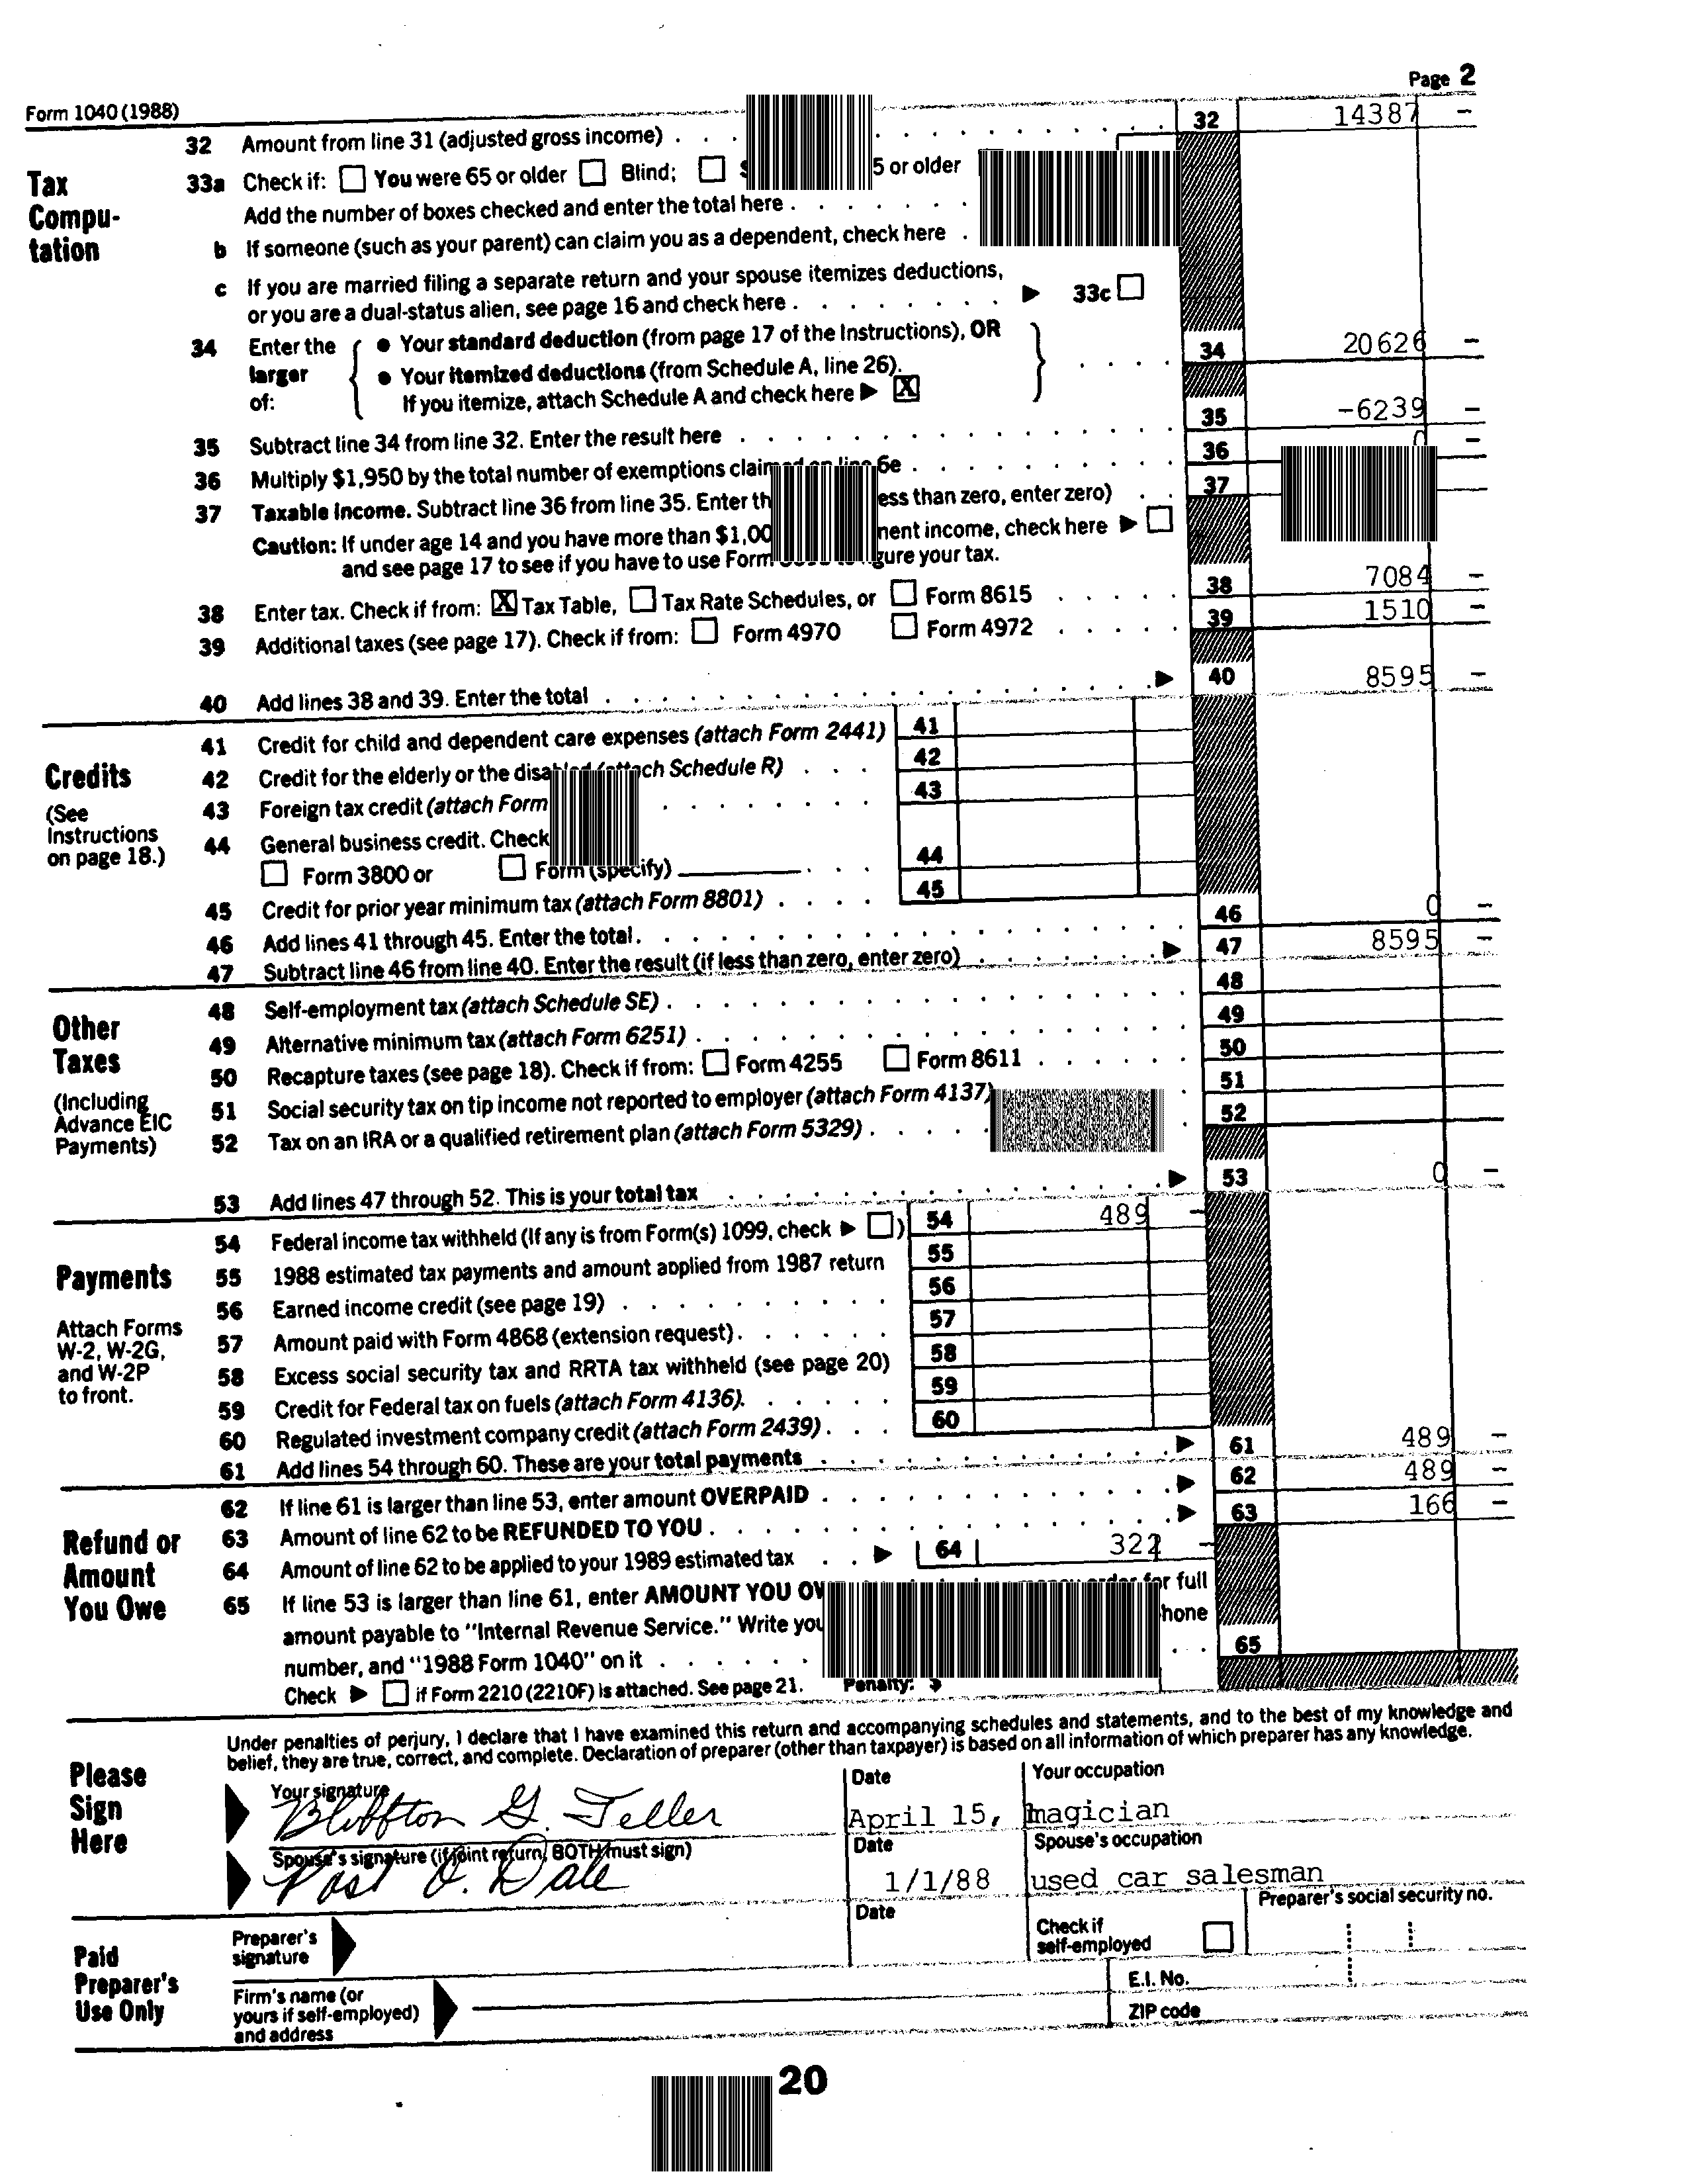 Form 1040 (1988)
Page 2
32 Amount from line 31 (adjusted gross income) . . . 32 14387 –
Tax Computation
33a Check if: You were 65 or older Blind; 5 or older
Add the number of boxes checked and enter the total here . . . . . . .
b If someone (such as your parent) can claim you as a dependent, check here .
c If you are married filing a separate return and your spouse itemizes deductions,
or you are a dual-status alien, see page 16 and check here . . . . . . . ▶ 33c
34 Enter the larger of:
• Your standard deduction (from page 17 of the Instructions), OR
• Your itemized deductions (from Schedule A, line 26).
If you itemize, attach Schedule A and check here ▶ X
34 20626 –
35 Subtract line 34 from line 32. Enter the result here . . . 35 -6239 –
36 Multiply $1,950 by the total number of exemptions claimed on line 6e . . . 36 0 –
37 Taxable income. Subtract line 36 from line 35. Enter th ess than zero, enter zero) . . 37
Caution: If under age 14 and you have more than $1,00 nent income, check here ▶
and see page 17 to see if you have to use Form gure your tax.
38 Enter tax. Check if from: X Tax Table, Tax Rate Schedules, or Form 8615 . . . . . 38 7084 –
39 Additional taxes (see page 17). Check if from: Form 4970 Form 4972 . . . . . 39 1510 –
40 Add lines 38 and 39. Enter the total . . . ▶ 40 8595 –
Credits
(See Instructions on page 18.)
41 Credit for child and dependent care expenses (attach Form 2441) 41
42 Credit for the elderly or the disabled (attach Schedule R) . . . 42
43 Foreign tax credit (attach Form . . . 43
44 General business credit. Check
Form 3800 or Form (specify) . . . 44
45 Credit for prior year minimum tax (attach Form 8801) . . . . 45
46 Add lines 41 through 45. Enter the total . . . 46 0 –
47 Subtract line 46 from line 40. Enter the result (if less than zero, enter zero) . . . ▶ 47 8595 –
Other Taxes
(Including Advance EIC Payments)
48 Self-employment tax (attach Schedule SE) . . . 48
49 Alternative minimum tax (attach Form 6251) . . . 49
50 Recapture taxes (see page 18). Check if from: Form 4255 Form 8611 . . . 50
51 Social security tax on tip income not reported to employer (attach Form 4137) . 51
52 Tax on an IRA or a qualified retirement plan (attach Form 5329) . . . 52
53 Add lines 47 through 52. This is your total tax . . . ▶ 53 0 –
Payments
Attach Forms W-2, W-2G, and W-2P to front.
54 Federal income tax withheld (If any is from Form(s) 1099, check ▶ ) 54 489 –
55 1988 estimated tax payments and amount applied from 1987 return 55
56 Earned income credit (see page 19) . . . 56
57 Amount paid with Form 4868 (extension request) . . . 57
58 Excess social security tax and RRTA tax withheld (see page 20) 58
59 Credit for Federal tax on fuels (attach Form 4136) . . . 59
60 Regulated investment company credit (attach Form 2439) . . . 60
61 Add lines 54 through 60. These are your total payments . . . ▶ 61 489 –
Refund or Amount You Owe
62 If line 61 is larger than line 53, enter amount OVERPAID . . . ▶ 62 489 –
63 Amount of line 62 to be REFUNDED TO YOU . . . ▶ 63 166 –
64 Amount of line 62 to be applied to your 1989 estimated tax . . ▶ 64 322 –
65 If line 53 is larger than line 61, enter AMOUNT YOU OW for full
amount payable to "Internal Revenue Service." Write you hone
number, and "1988 Form 1040" on it . . . 65
Check ▶ if Form 2210 (2210F) is attached. See page 21. Penalty: $
Please Sign Here
Under penalties of perjury, I declare that I have examined this return and accompanying schedules and statements, and to the best of my knowledge and
belief, they are true, correct, and complete. Declaration of preparer (other than taxpayer) is based on all information of which preparer has any knowledge.
Your signature Date Your occupation
Bluffton G. Teller April 15, magician
Spouse's signature (if joint return, BOTH must sign) Date Spouse's occupation
Post O. Date 1/1/88 used car salesman
Paid Preparer's Use Only
Preparer's signature Date Check if self-employed Preparer's social security no.
Firm's name (or yours if self-employed) and address E.I. No.
ZIP code
20